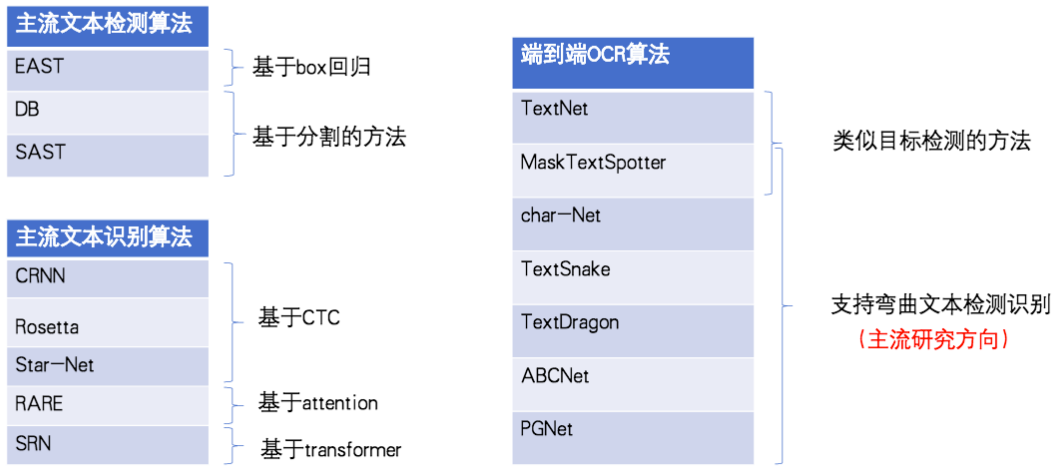 主流文本检测算法
EAST
DB
SAST
基于box回归
基于分割的方法
主流文本识别算法
CRNN
Rosetta
Star-Net
RARE
SRN
基于CTC
基于attention
基于transformer
端到端OCR算法
TextNet
MaskTextSpotter
char-Net
TextSnake
TextDragon
ABCNet
PGNet
类似目标检测的方法
支持弯曲文本检测识别
（主流研究方向）